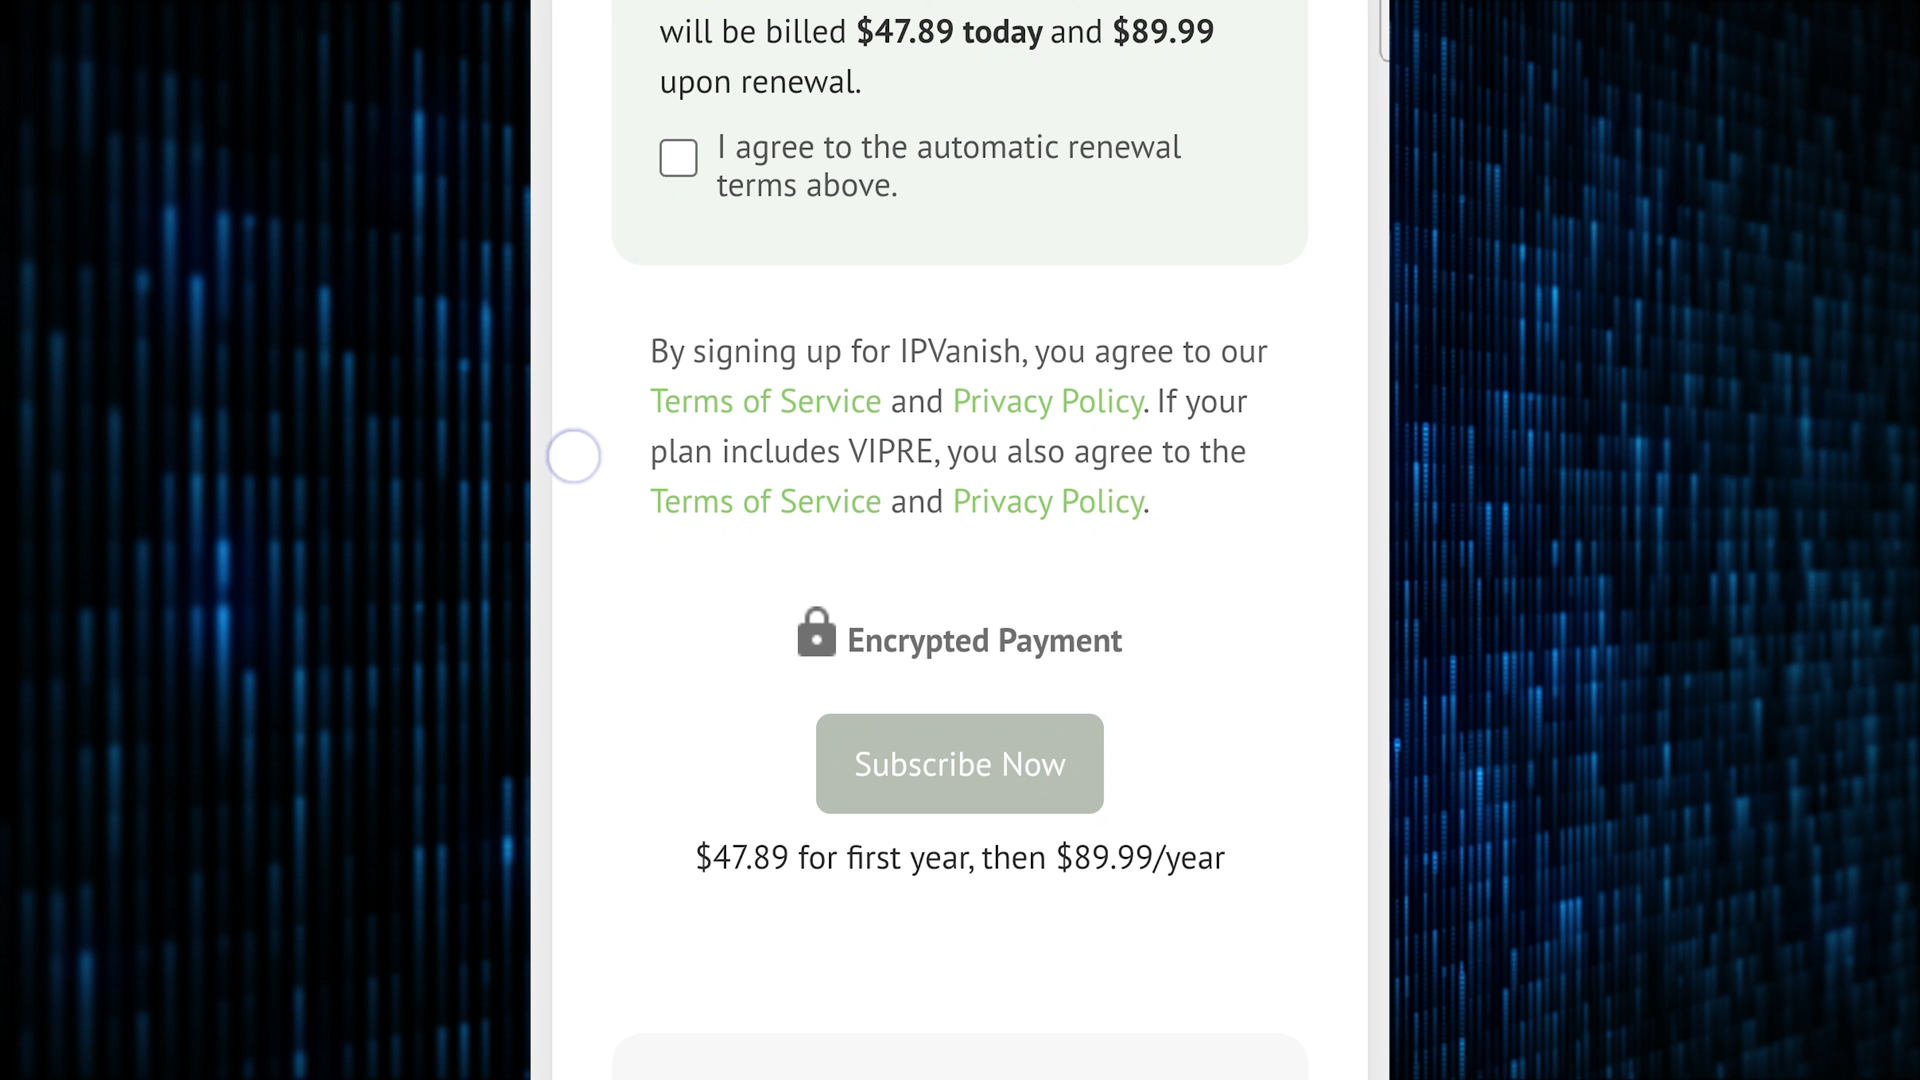 will be billed $47.89 today and $89.99
upon renewal.
I agree to the automatic renewal
terms above.
By signing up for IPVanish, you agree to our
Terms of Service and Privacy Policy. If your
plan includes VIPRE, you also agree to the
Terms of Service and Privacy Policy.
Encrypted Payment
Subscribe Now
$47.89 for first year, then $89.99/year